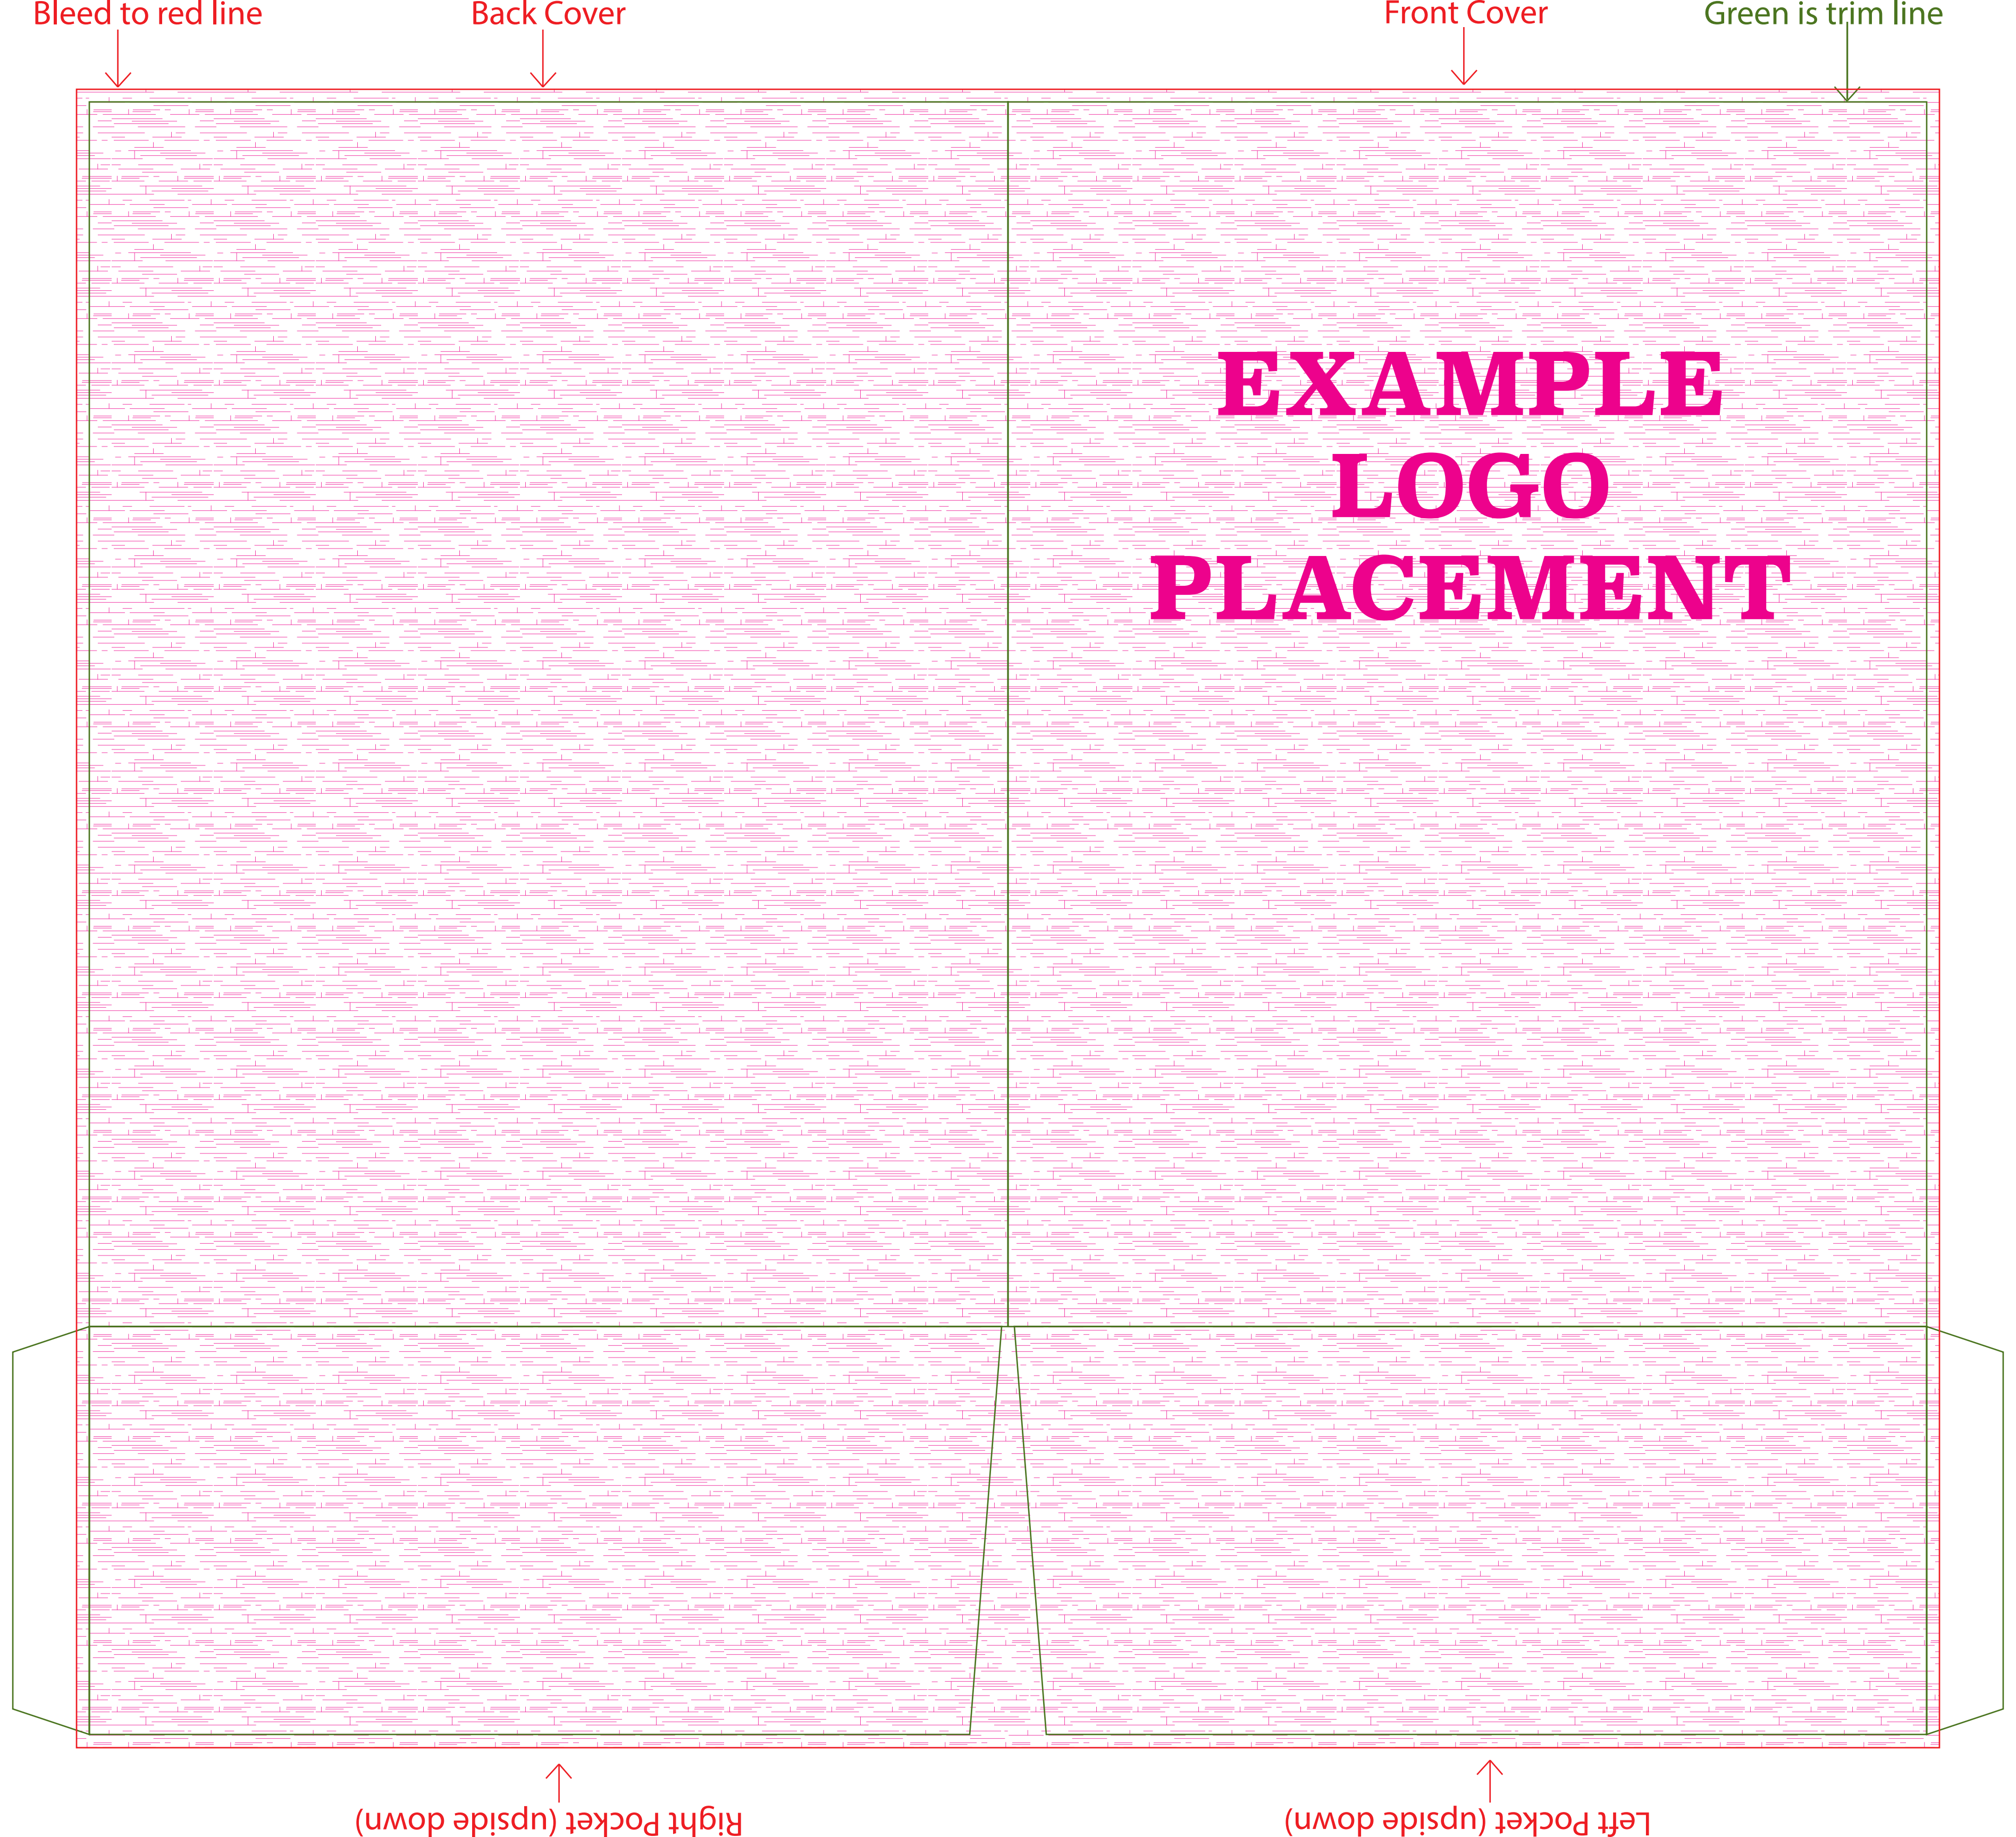 Bleed to red line
Back Cover
Front Cover
Green is trim line
EXAMPLE
LOGO
PLACEMENT
Right Pocket (upside down)
Left Pocket (upside down)